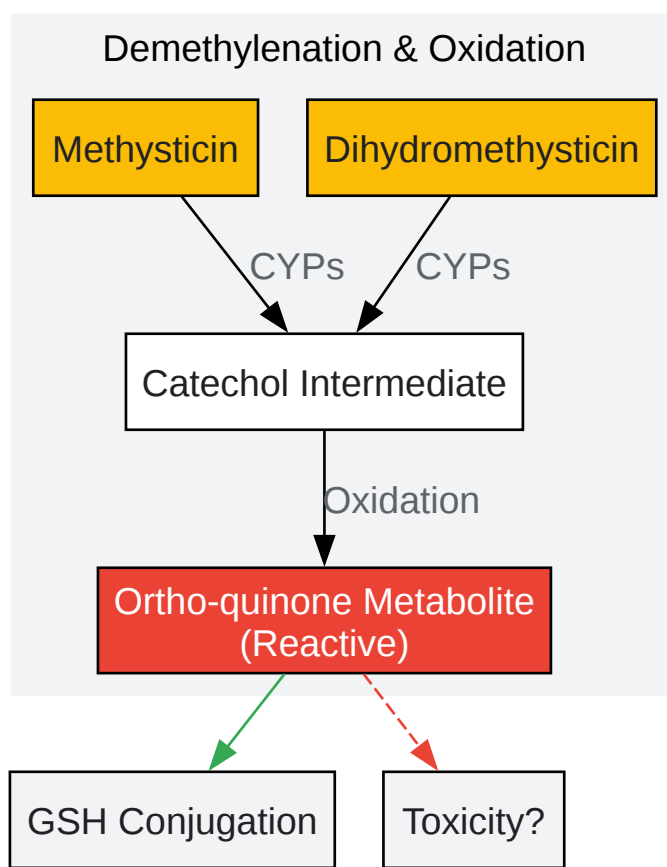 Demethylenation & Oxidation
Methysticin
Dihydromethysticin
CYPs
CYPs
Catechol Intermediate
Oxidation
Ortho-quinone Metabolite
(Reactive)
GSH Conjugation
Toxicity?